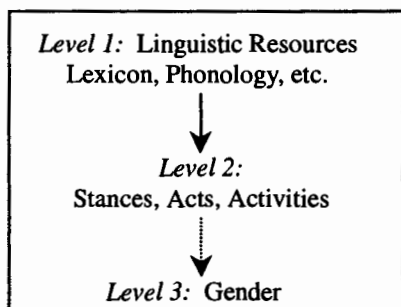 Level 1: Linguistic Resources
Lexicon, Phonology, etc.
Level 2:
Stances, Acts, Activities
Level 3: Gender